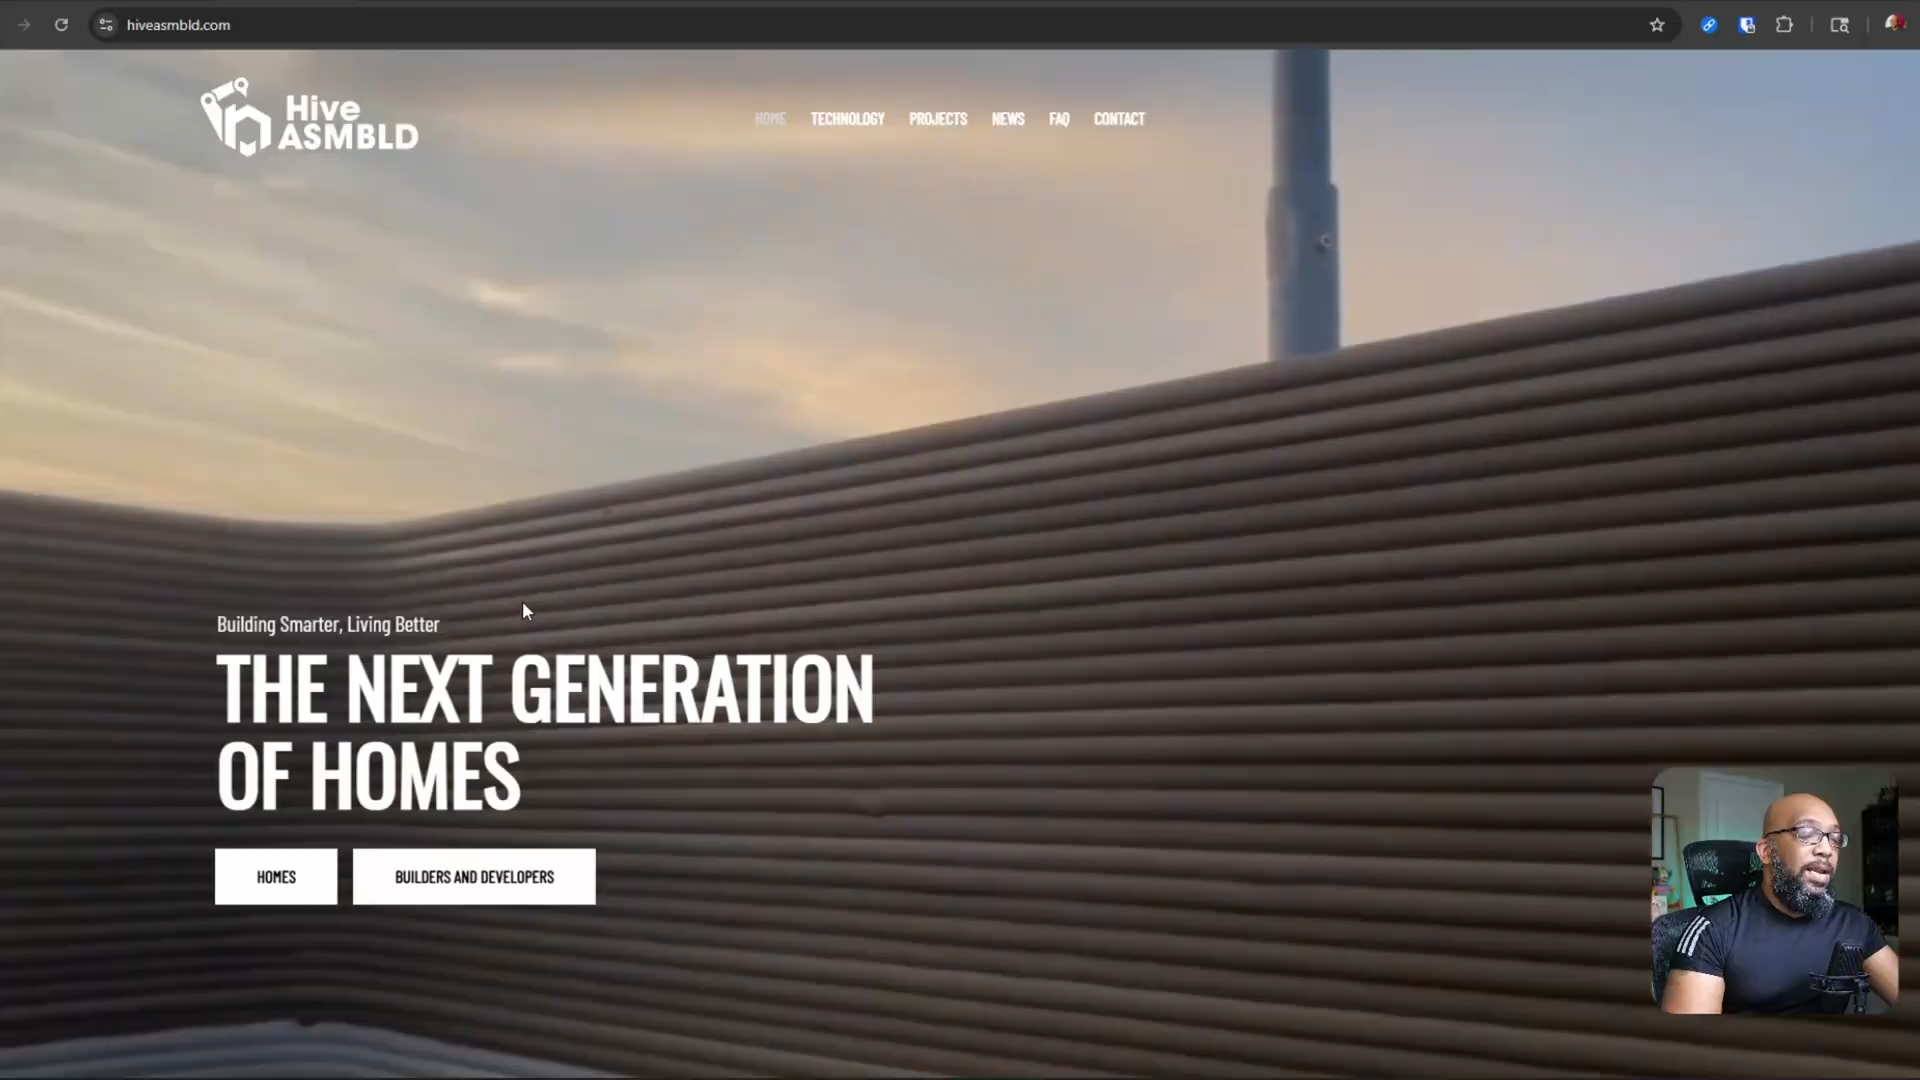 hiveasmbld.com
Hive
ASMBLD
HOME TECHNOLOGY PROJECTS NEWS FAQ CONTACT
Building Smarter, Living Better
THE NEXT GENERATION
OF HOMES
HOMES BUILDERS AND DEVELOPERS